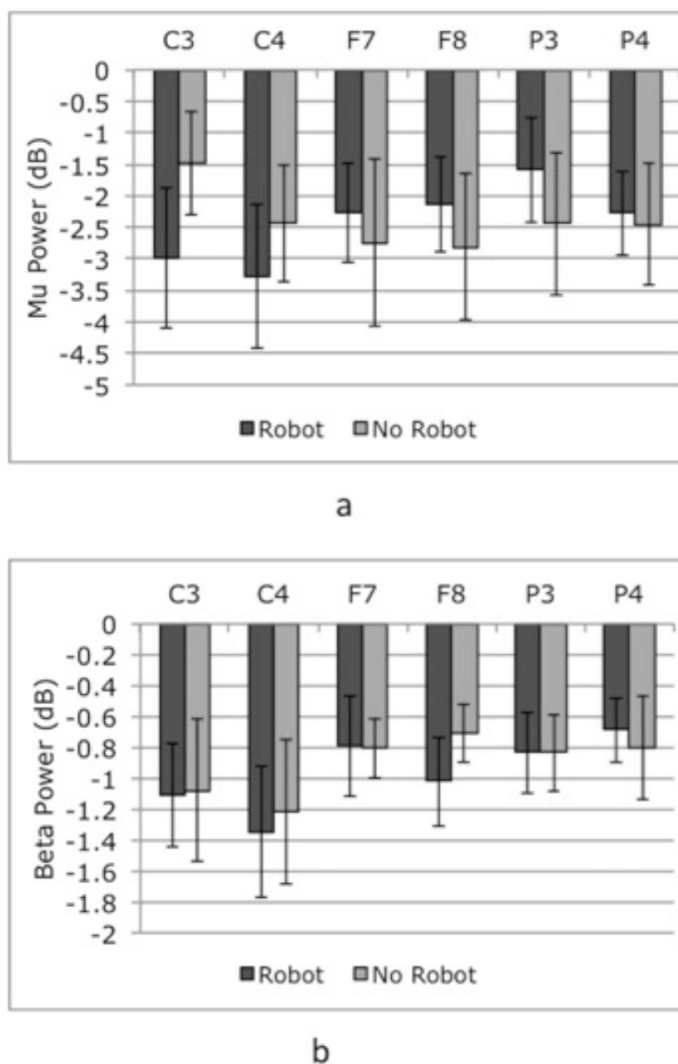 C3 C4 F7 F8 P3 P4
0
-0.5
-1
-1.5
-2
-2.5
-3
-3.5
-4
-4.5
-5
Mu Power (dB)
Robot No Robot
a
C3 C4 F7 F8 P3 P4
0
-0.2
-0.4
-0.6
-0.8
-1
-1.2
-1.4
-1.6
-1.8
-2
Beta Power (dB)
Robot No Robot
b